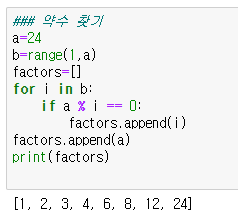 ### 약수 찾기
a=24
b=range(1,a)
factors=[]
for i in b:
    if a % i == 0:
        factors.append(i)
factors.append(a)
print(factors)
[1, 2, 3, 4, 6, 8, 12, 24]